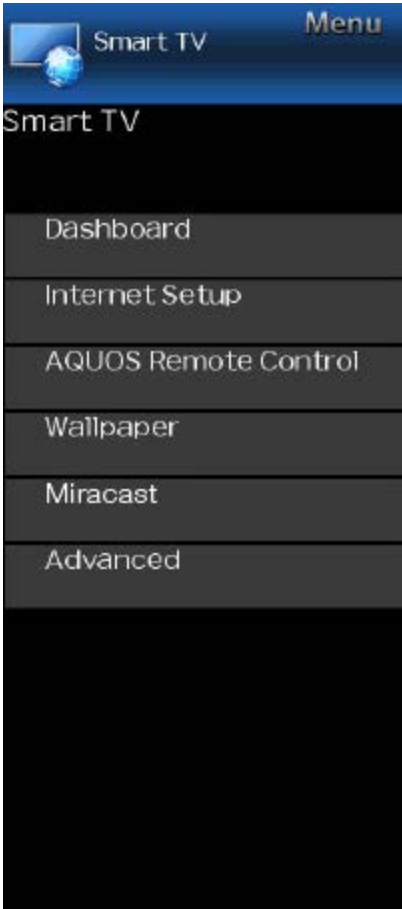 Smart TV
Menu
Smart TV
Dashboard
Internet Setup
AQUOS Remote Control
Wallpaper
Miracast
Advanced